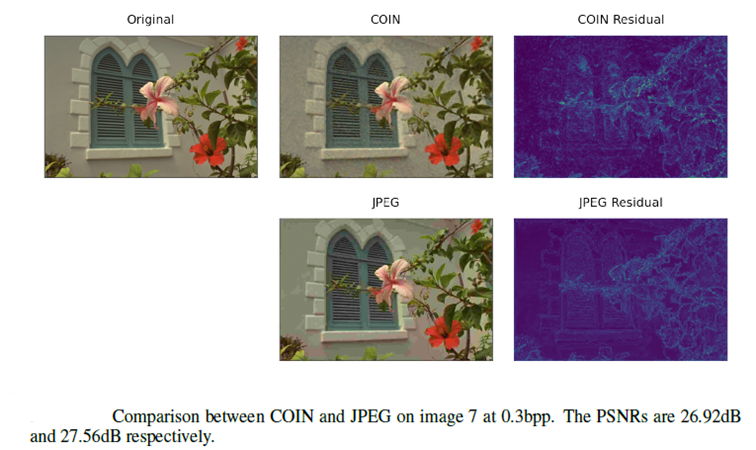 Original COIN COIN Residual
JPEG JPEG Residual
Comparison between COIN and JPEG on image 7 at 0.3bpp. The PSNRs are 26.92dB
and 27.56dB respectively.